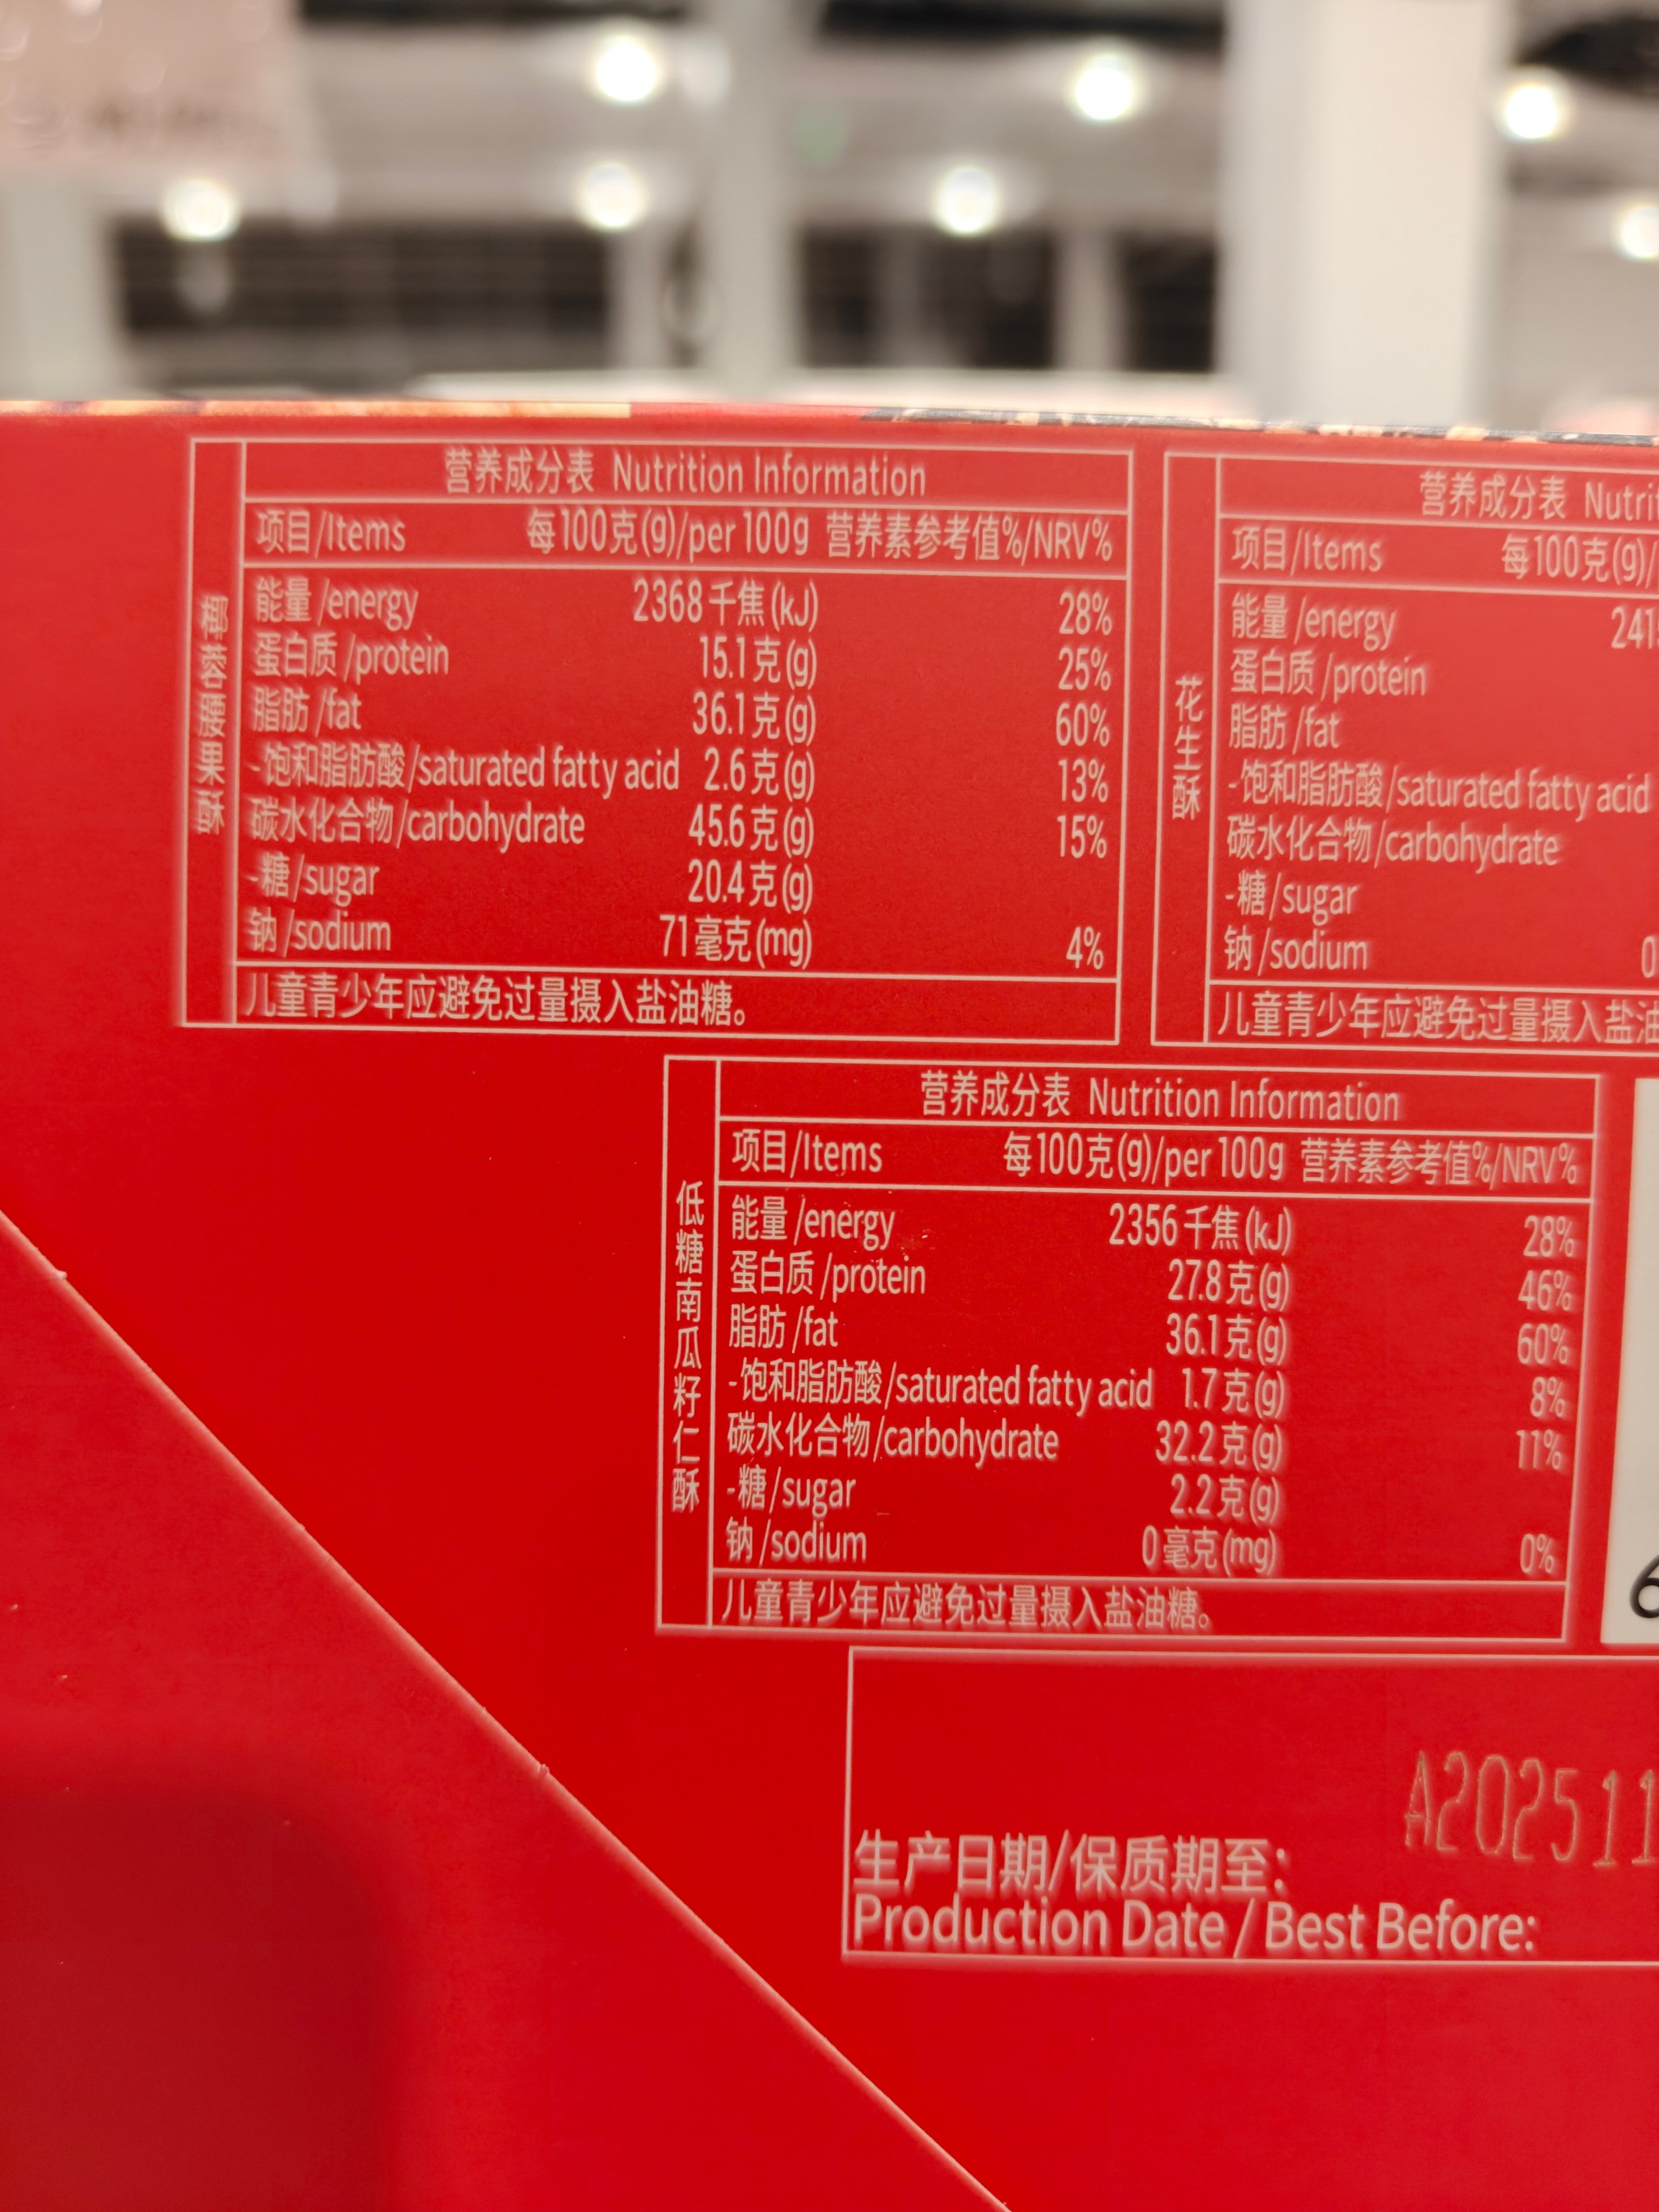 椰蓉腰果酥
营养成分表 Nutrition Information
项目/Items 每100克(g)/per 100g 营养素参考值%/NRV%
能量/energy 2368千焦(kJ) 28%
蛋白质/protein 15.1克(g) 25%
脂肪/fat 36.1克(g) 60%
-饱和脂肪酸/saturated fatty acid 2.6克(g) 13%
碳水化合物/carbohydrate 45.6克(g) 15%
-糖/sugar 20.4克(g)
钠/sodium 71毫克(mg) 4%
儿童青少年应避免过量摄入盐油糖。
花生酥
营养成分表 Nutrit
项目/Items 每100克(g)/
能量/energy 241
蛋白质/protein
脂肪/fat
-饱和脂肪酸/saturated fatty acid
碳水化合物/carbohydrate
-糖/sugar
钠/sodium 0
儿童青少年应避免过量摄入盐油
低糖南瓜籽仁酥
营养成分表 Nutrition Information
项目/Items 每100克(g)/per 100g 营养素参考值%/NRV%
能量/energy 2356千焦(kJ) 28%
蛋白质/protein 27.8克(g) 46%
脂肪/fat 36.1克(g) 60%
-饱和脂肪酸/saturated fatty acid 1.7克(g) 8%
碳水化合物/carbohydrate 32.2克(g) 11%
-糖/sugar 2.2克(g)
钠/sodium 0毫克(mg) 0%
儿童青少年应避免过量摄入盐油糖。
6
A202511
生产日期/保质期至:
Production Date / Best Before: